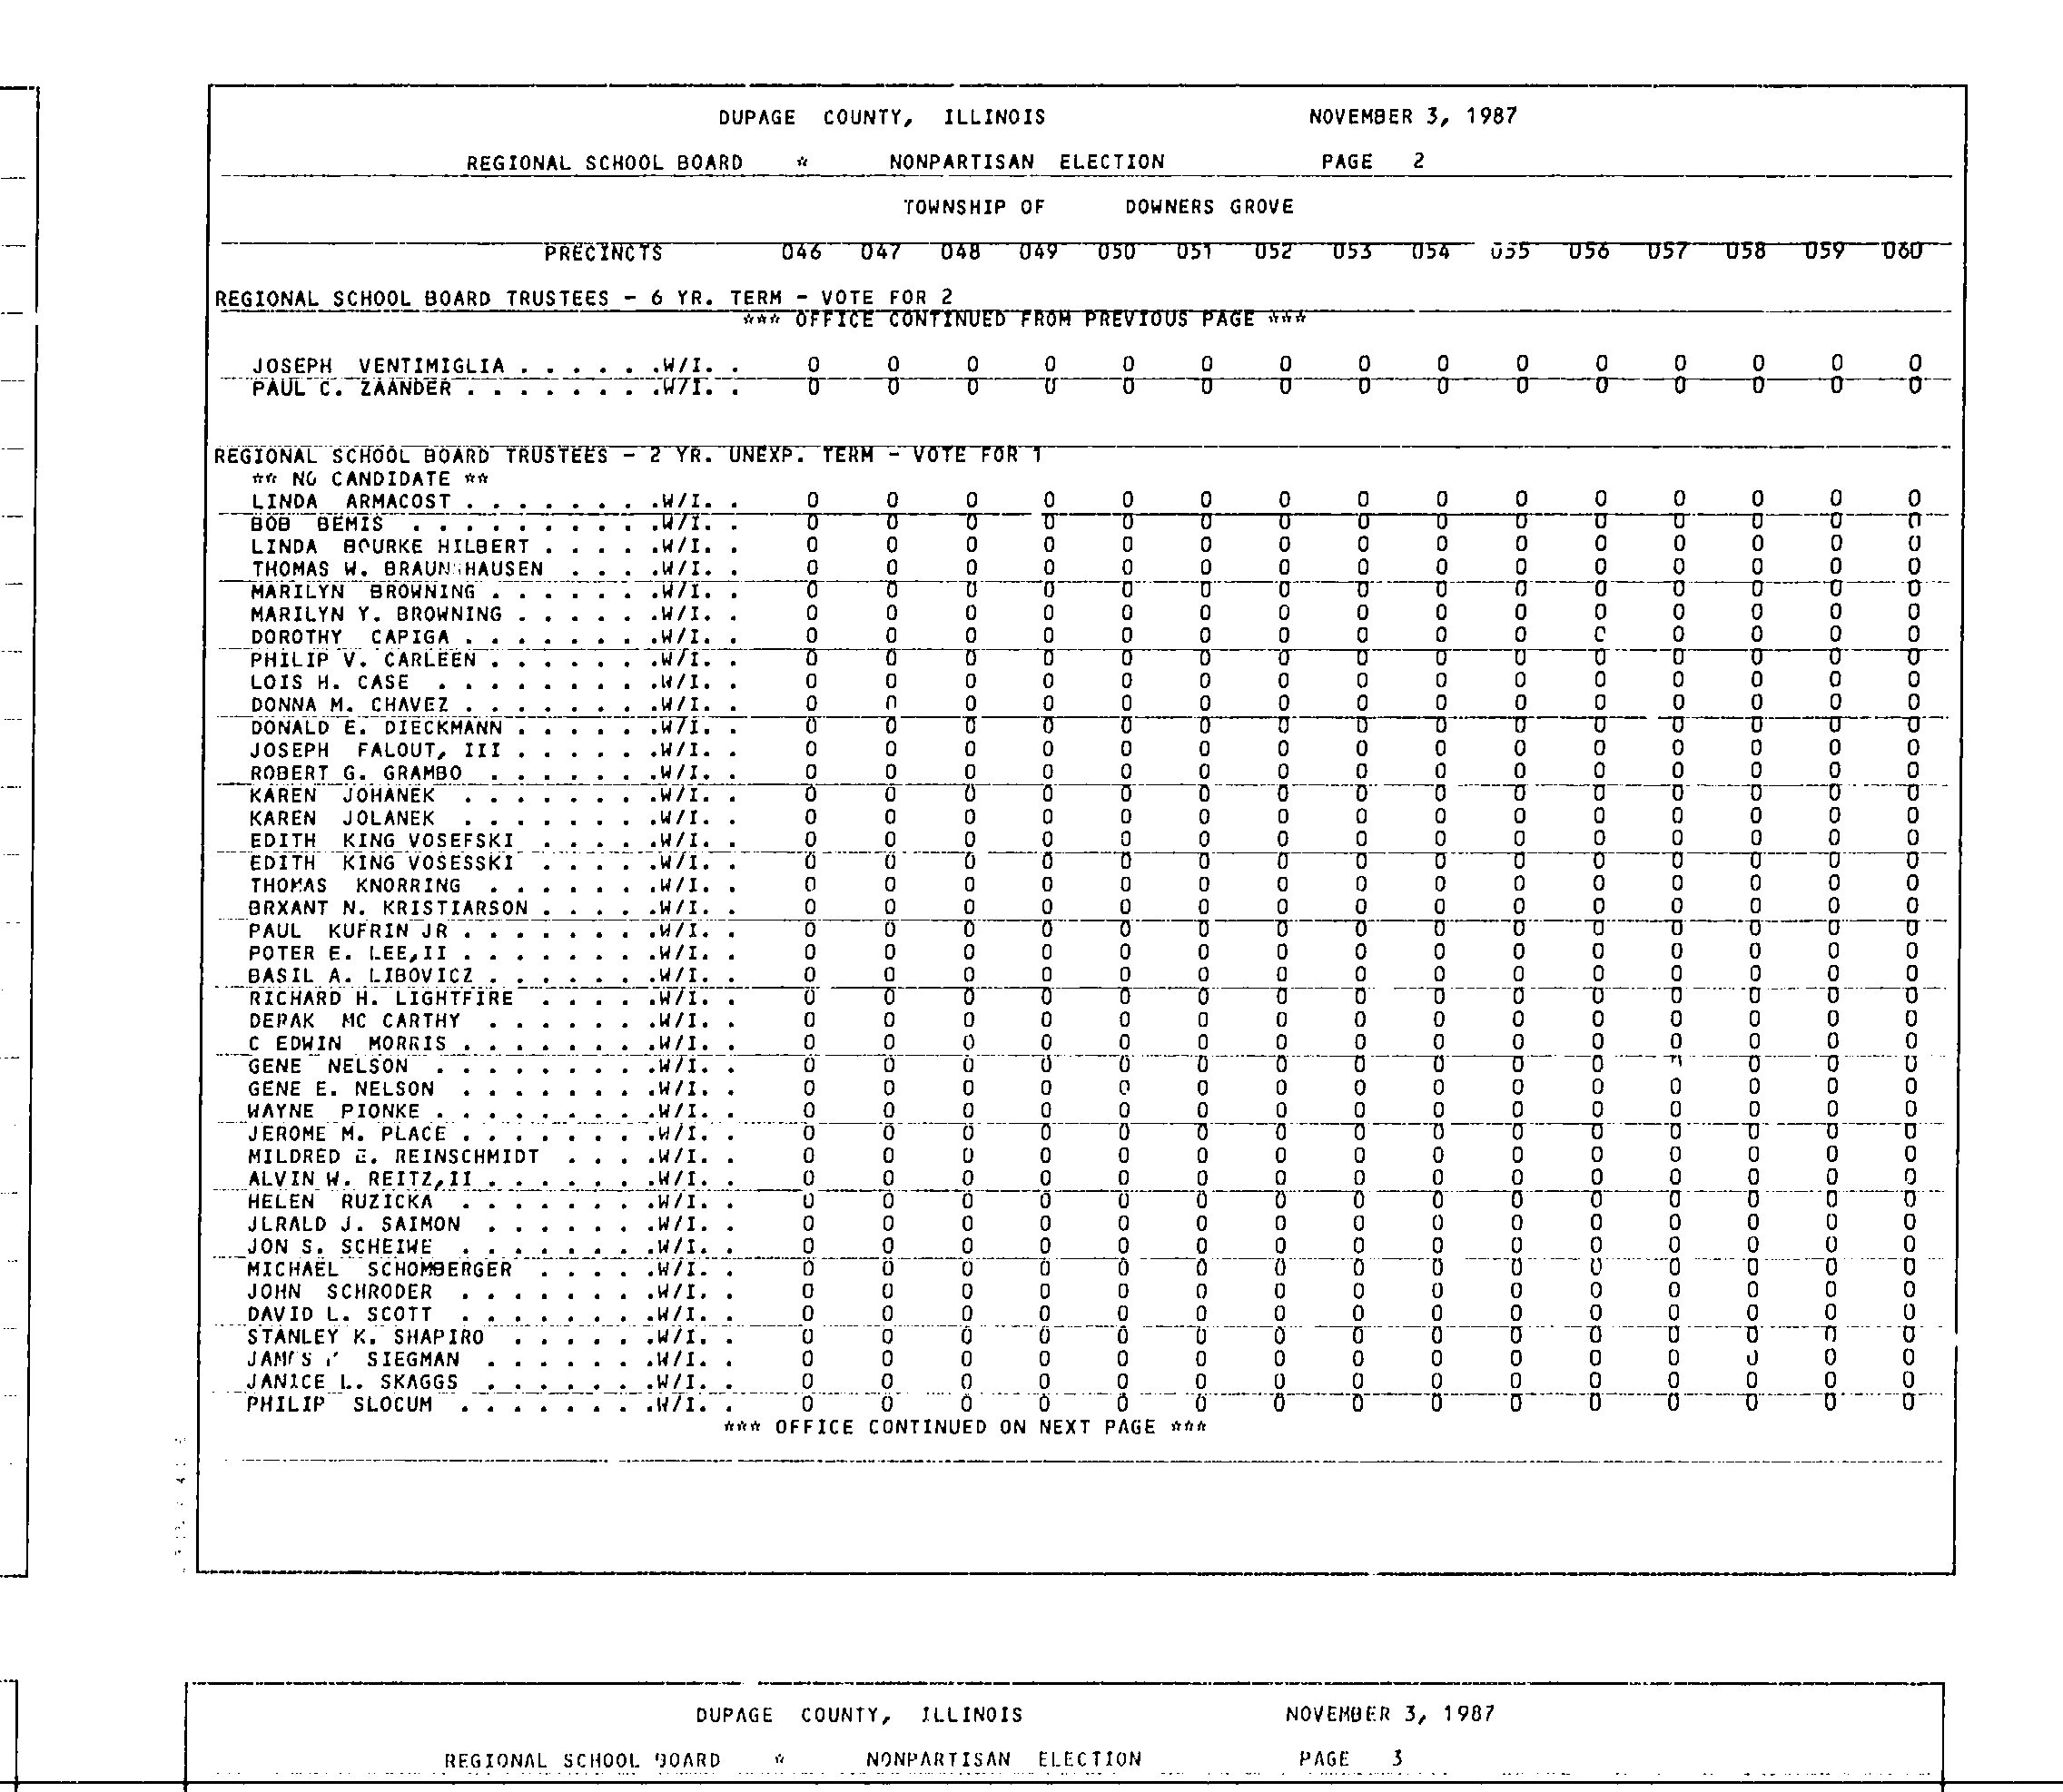 DUPAGE COUNTY, ILLINOIS NOVEMBER 3, 1987
REGIONAL SCHOOL BOARD * NONPARTISAN ELECTION PAGE 2
TOWNSHIP OF DOWNERS GROVE
PRECINCTS 046 047 048 049 050 051 052 053 054 055 056 057 058 059 060
REGIONAL SCHOOL BOARD TRUSTEES - 6 YR. TERM - VOTE FOR 2
*** OFFICE CONTINUED FROM PREVIOUS PAGE ***
JOSEPH VENTIMIGLIA . . . . . .W/I. . 0 0 0 0 0 0 0 0 0 0 0 0 0 0 0
PAUL C. ZAANDER . . . . . . . .W/I. . 0 0 0 0 0 0 0 0 0 0 0 0 0 0 0
REGIONAL SCHOOL BOARD TRUSTEES - 2 YR. UNEXP. TERM - VOTE FOR 1
** NO CANDIDATE **
LINDA ARMACOST . . . . . . . .W/I. . 0 0 0 0 0 0 0 0 0 0 0 0 0 0 0
BOB BEMIS . . . . . . . . . .W/I. . 0 0 0 0 0 0 0 0 0 0 0 0 0 0 0
LINDA BOURKE HILBERT . . . . .W/I. . 0 0 0 0 0 0 0 0 0 0 0 0 0 0 0
THOMAS W. BRAUNSHAUSEN . . . .W/I. . 0 0 0 0 0 0 0 0 0 0 0 0 0 0 0
MARILYN BROWNING . . . . . . .W/I. . 0 0 0 0 0 0 0 0 0 0 0 0 0 0 0
MARILYN Y. BROWNING . . . . . .W/I. . 0 0 0 0 0 0 0 0 0 0 0 0 0 0 0
DOROTHY CAPIGA . . . . . . . .W/I. . 0 0 0 0 0 0 0 0 0 0 0 0 0 0 0
PHILIP V. CARLEEN . . . . . . .W/I. . 0 0 0 0 0 0 0 0 0 0 0 0 0 0 0
LOIS H. CASE . . . . . . . . .W/I. . 0 0 0 0 0 0 0 0 0 0 0 0 0 0 0
DONNA M. CHAVEZ . . . . . . . .W/I. . 0 0 0 0 0 0 0 0 0 0 0 0 0 0 0
DONALD E. DIECKMANN . . . . . .W/I. . 0 0 0 0 0 0 0 0 0 0 0 0 0 0 0
JOSEPH FALOUT, III . . . . . .W/I. . 0 0 0 0 0 0 0 0 0 0 0 0 0 0 0
ROBERT G. GRAMBO . . . . . . .W/I. . 0 0 0 0 0 0 0 0 0 0 0 0 0 0 0
KAREN JOHANEK . . . . . . . .W/I. . 0 0 0 0 0 0 0 0 0 0 0 0 0 0 0
KAREN JOLANEK . . . . . . . .W/I. . 0 0 0 0 0 0 0 0 0 0 0 0 0 0 0
EDITH KING VOSEFSKI . . . . .W/I. . 0 0 0 0 0 0 0 0 0 0 0 0 0 0 0
EDITH KING VOSESSKI . . . . .W/I. . 0 0 0 0 0 0 0 0 0 0 0 0 0 0 0
THOMAS KNORRING . . . . . . .W/I. . 0 0 0 0 0 0 0 0 0 0 0 0 0 0 0
BRXANT N. KRISTIARSON . . . . .W/I. . 0 0 0 0 0 0 0 0 0 0 0 0 0 0 0
PAUL KUFRIN JR . . . . . . . .W/I. . 0 0 0 0 0 0 0 0 0 0 0 0 0 0 0
POTER E. LEE,II . . . . . . . .W/I. . 0 0 0 0 0 0 0 0 0 0 0 0 0 0 0
BASIL A. LIBOVICZ . . . . . . .W/I. . 0 0 0 0 0 0 0 0 0 0 0 0 0 0 0
RICHARD H. LIGHTFIRE . . . . .W/I. . 0 0 0 0 0 0 0 0 0 0 0 0 0 0 0
DERAK MC CARTHY . . . . . . .W/I. . 0 0 0 0 0 0 0 0 0 0 0 0 0 0 0
C EDWIN MORRIS . . . . . . . .W/I. . 0 0 0 0 0 0 0 0 0 0 0 0 0 0 0
GENE NELSON . . . . . . . . .W/I. . 0 0 0 0 0 0 0 0 0 0 0 0 0 0 0
GENE E. NELSON . . . . . . . .W/I. . 0 0 0 0 0 0 0 0 0 0 0 0 0 0 0
WAYNE PIONKE . . . . . . . . .W/I. . 0 0 0 0 0 0 0 0 0 0 0 0 0 0 0
JEROME M. PLACE . . . . . . . .W/I. . 0 0 0 0 0 0 0 0 0 0 0 0 0 0 0
MILDRED E. REINSCHMIDT . . . .W/I. . 0 0 0 0 0 0 0 0 0 0 0 0 0 0 0
ALVIN W. REITZ,II . . . . . . .W/I. . 0 0 0 0 0 0 0 0 0 0 0 0 0 0 0
HELEN RUZICKA . . . . . . . .W/I. . 0 0 0 0 0 0 0 0 0 0 0 0 0 0 0
JERALD J. SAIMON . . . . . . .W/I. . 0 0 0 0 0 0 0 0 0 0 0 0 0 0 0
JON S. SCHEIWE . . . . . . . .W/I. . 0 0 0 0 0 0 0 0 0 0 0 0 0 0 0
MICHAEL SCHOMBERGER . . . . .W/I. . 0 0 0 0 0 0 0 0 0 0 0 0 0 0 0
JOHN SCHRODER . . . . . . . .W/I. . 0 0 0 0 0 0 0 0 0 0 0 0 0 0 0
DAVID L. SCOTT . . . . . . . .W/I. . 0 0 0 0 0 0 0 0 0 0 0 0 0 0 0
STANLEY K. SHAPIRO . . . . . .W/I. . 0 0 0 0 0 0 0 0 0 0 0 0 0 0 0
JAMES SIEGMAN . . . . . . .W/I. . 0 0 0 0 0 0 0 0 0 0 0 0 0 0 0
JANICE L. SKAGGS . . . . . . .W/I. . 0 0 0 0 0 0 0 0 0 0 0 0 0 0 0
PHILIP SLOCUM . . . . . . . .W/I. . 0 0 0 0 0 0 0 0 0 0 0 0 0 0 0
*** OFFICE CONTINUED ON NEXT PAGE ***
DUPAGE COUNTY, ILLINOIS NOVEMBER 3, 1987
REGIONAL SCHOOL BOARD * NONPARTISAN ELECTION PAGE 3